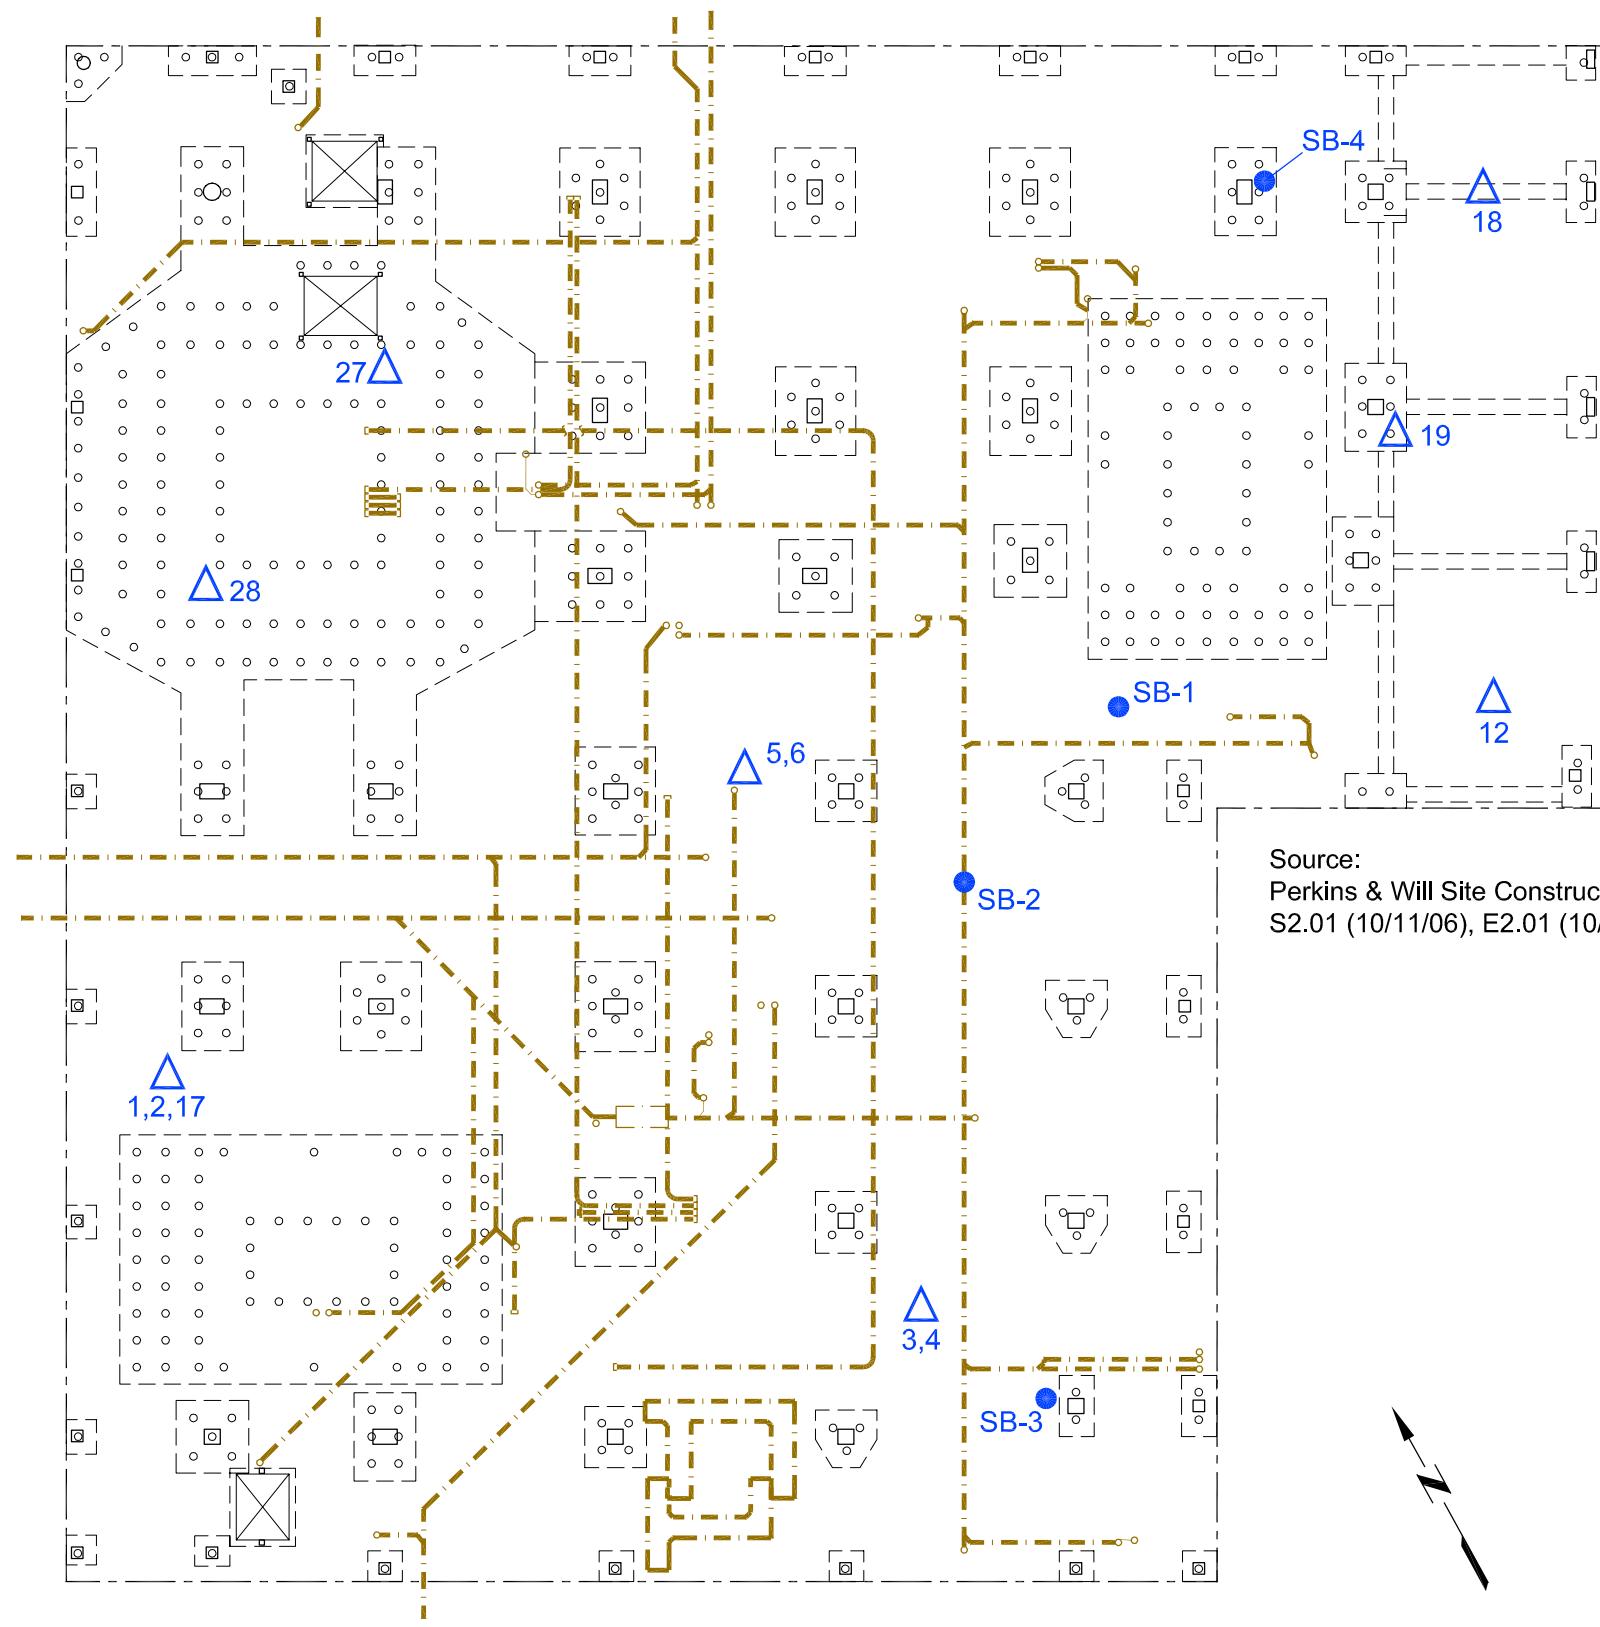 SB-4
18
27
19
28
SB-1
12
5,6
Source:
Perkins & Will Site Construc
SB-2
S2.01 (10/11/06), E2.01 (10/
1,2,17
3,4
SB-3
N